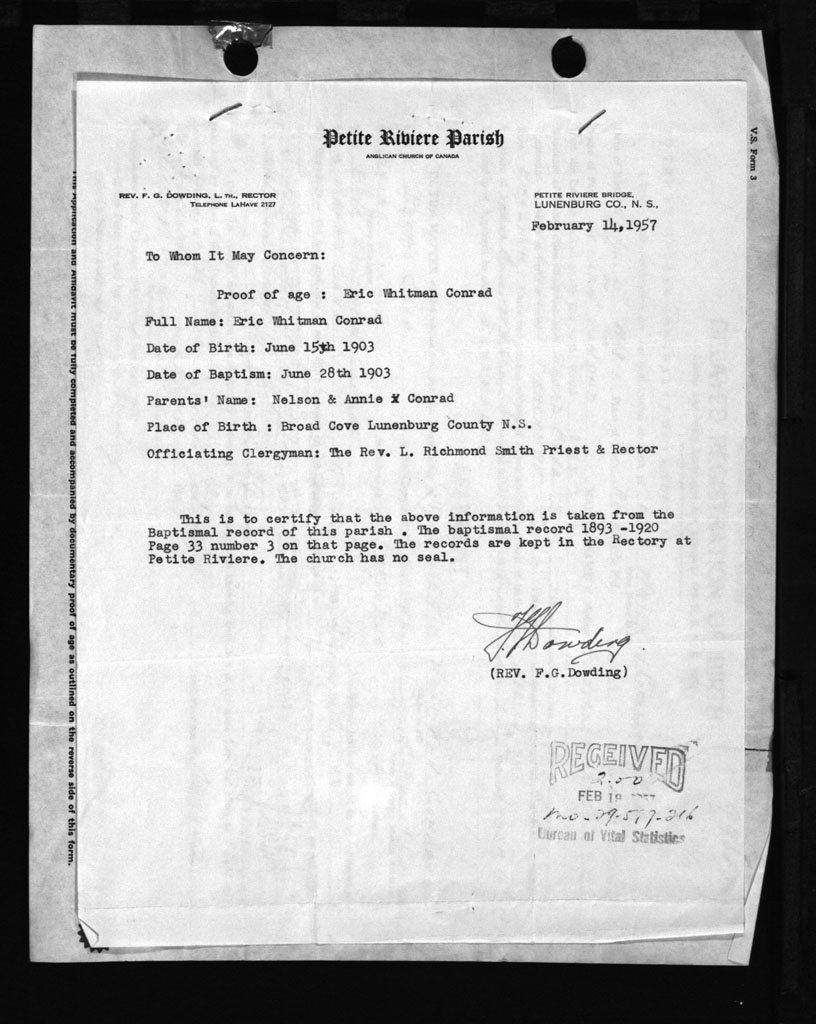 Petite Riviere Parish
ANGLICAN CHURCH OF CANADA
REV. F. G. DOWDING, L. TH., RECTOR
TELEPHONE LAHAVE 2127
PETITE RIVIERE BRIDGE,
LUNENBURG CO., N. S.,
February 14,1957
To Whom It May Concern:
Proof of age : Eric Whitman Conrad
Full Name: Eric Whitman Conrad
Date of Birth: June 15th 1903
Date of Baptism: June 28th 1903
Parents' Name: Nelson & Annie Conrad
Place of Birth : Broad Cove Lunenburg County N.S.
Officiating Clergyman: The Rev. L. Richmond Smith Priest & Rector
This is to certify that the above information is taken from the
Baptismal record of this parish . The baptismal record 1893 -1920
Page 33 number 3 on that page. The records are kept in the Rectory at
Petite Riviere. The church has no seal.
F.G. Dowding.
(REV. F.G.Dowding)
RECEIVED
2.00
FEB 19
Bureau of Vital Statistics
V.S. Form 3
This Application and Affidavit must be fully completed and accompanied by documentary proof of age as outlined on the reverse side of this form.